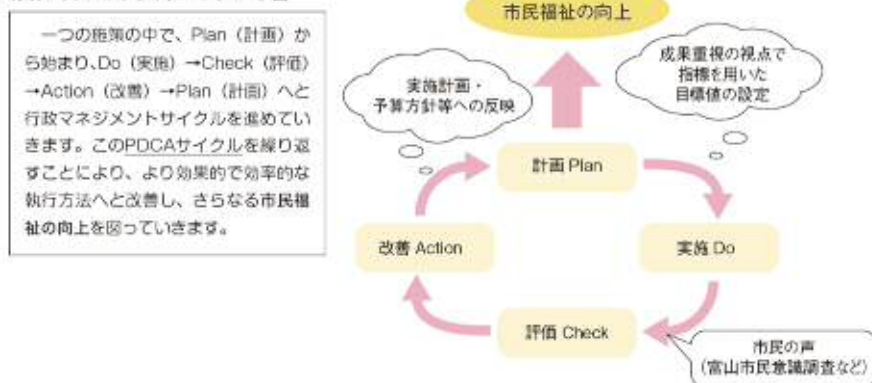 一つの施策の中で、Plan（計画）か
ら始まり、Do（実施）→Check（評価）
→Action（改善）→Plan（計画）へと
行政マネジメントサイクルを進めてい
きます。このPDCAサイクルを繰り返
すことにより、より効果的で効率的な
執行方法へと改善し、さらなる市民福
祉の向上を図っていきます。
市民福祉の向上
実施計画・
予算方針等への反映
成果重視の視点で
指標を用いた
目標値の設定
計画 Plan
改善 Action
実施 Do
評価 Check
市民の声
（富山市民意識調査など）